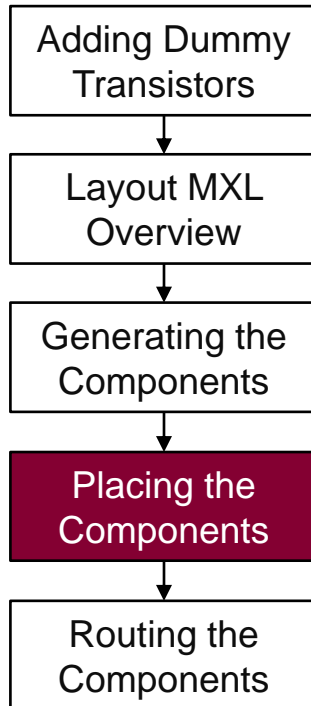 Adding Dummy
Transistors
Layout MXL
Overview
Generating the
Components
Placing the
Components
Routing the
Components